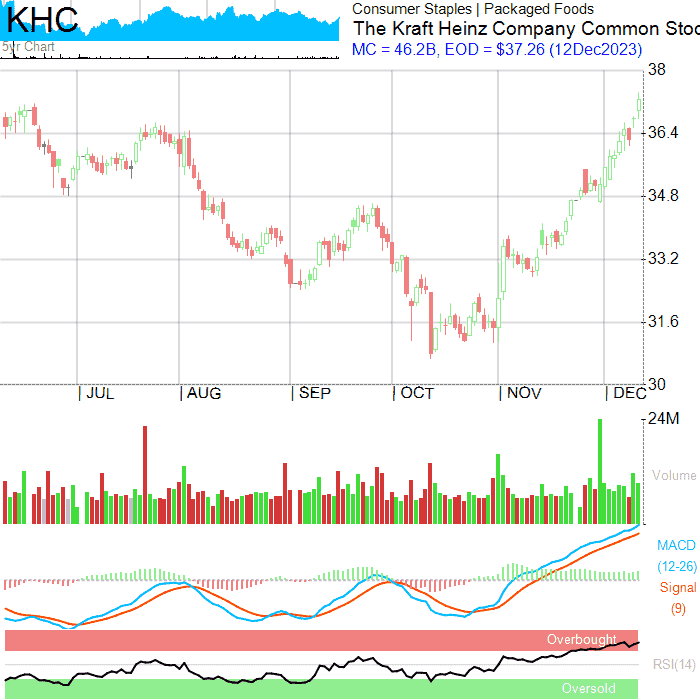 KHC
5yr Chart
Consumer Staples | Packaged Foods
The Kraft Heinz Company Common Stoc
MC = 46.2B, EOD = $37.26 (12Dec2023)
38
36.4
34.8
33.2
31.6
30
JUL
AUG
SEP
OCT
NOV
DEC
24M
Volume
MACD
(12-26)
Signal
(9)
Overbought
RSI(14)
Oversold